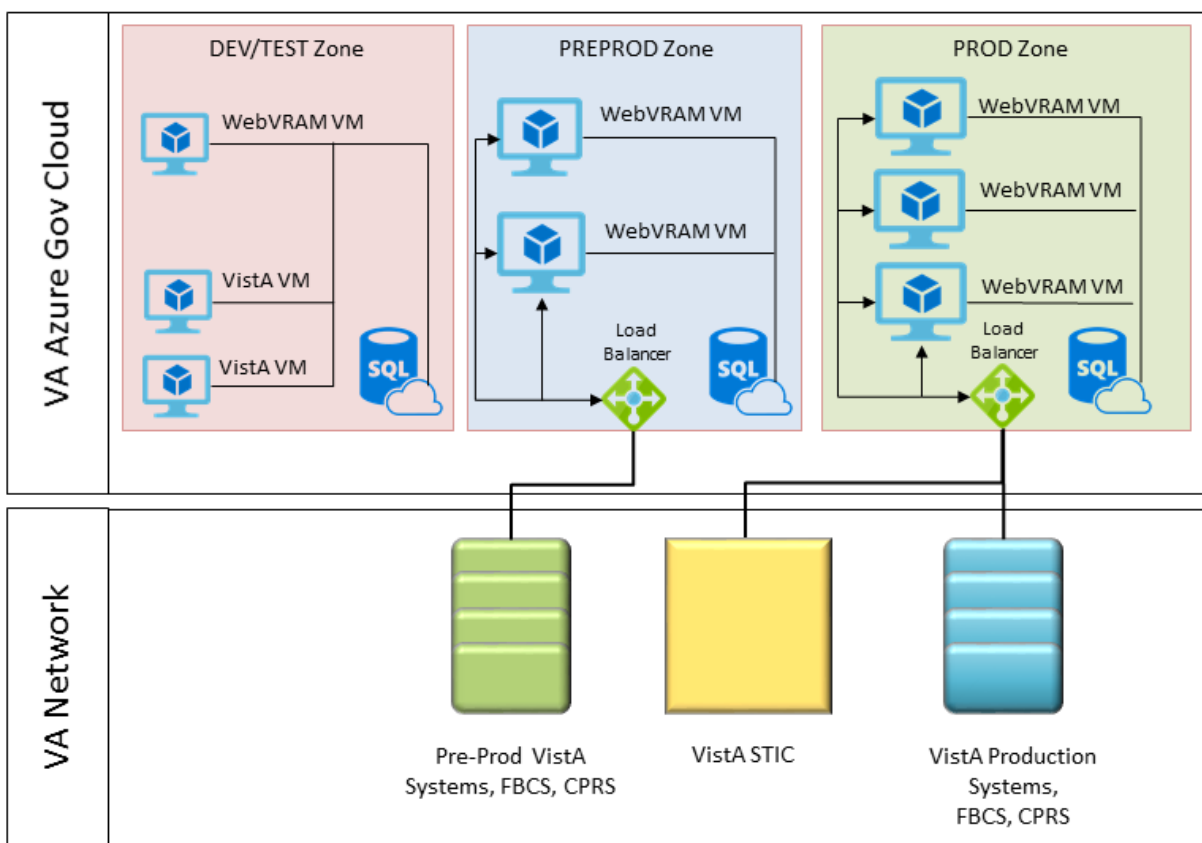 VA Azure Gov Cloud
DEV/TEST Zone
WebVRAM VM
VistA VM
VistA VM
SQL
PREPROD Zone
WebVRAM VM
WebVRAM VM
Load
Balancer
SQL
PROD Zone
WebVRAM VM
WebVRAM VM
WebVRAM VM
Load
Balancer
SQL
VA Network
Pre-Prod VistA
Systems, FBCS, CPRS
VistA STIC
VistA Production
Systems,
FBCS, CPRS